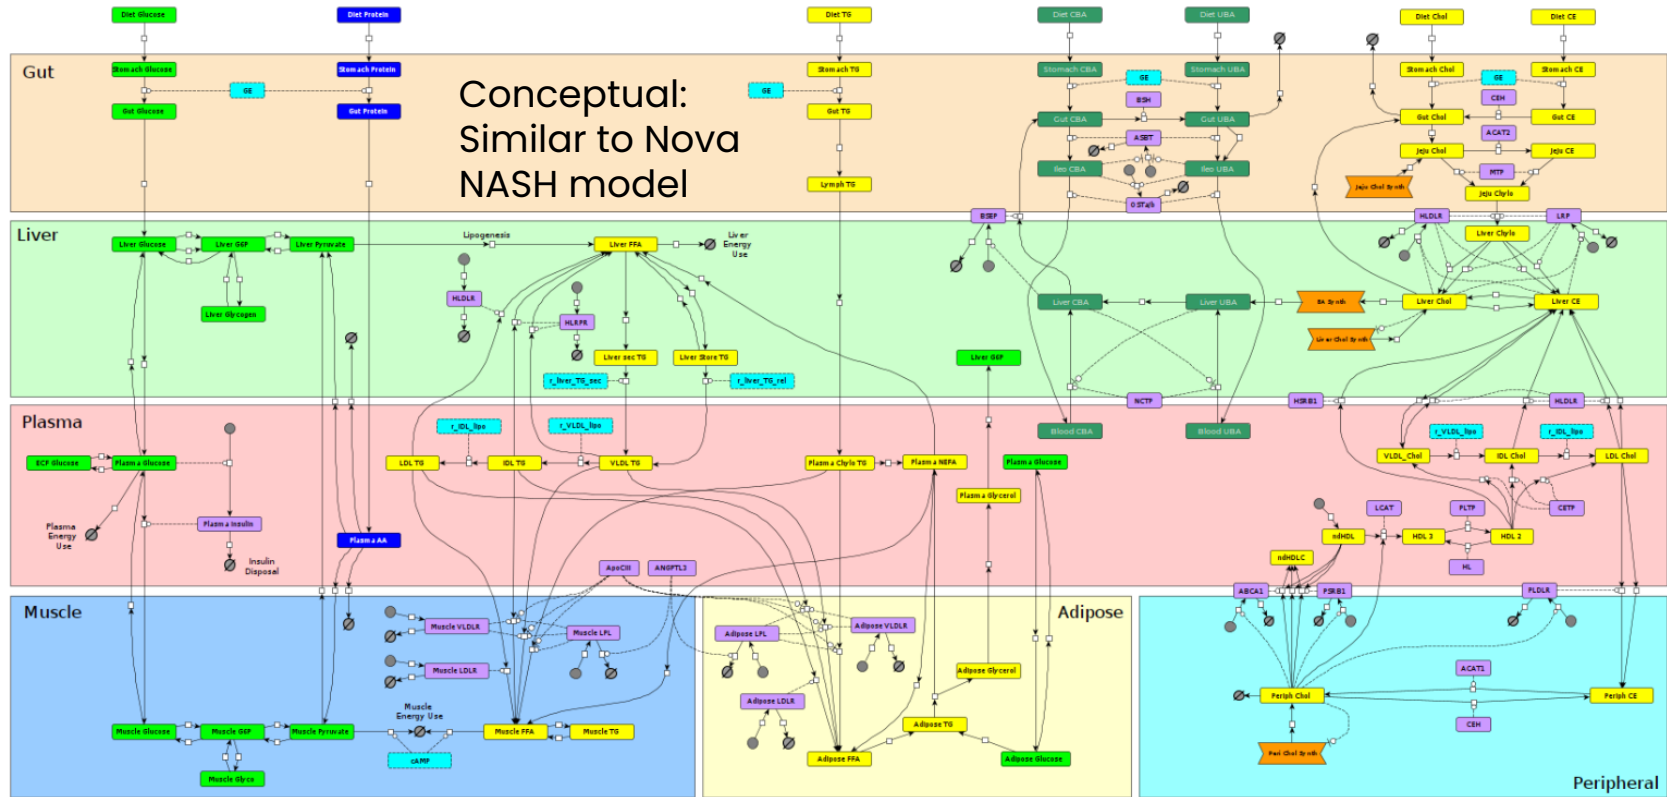 Diet Glucose
Diet Protein
Diet TG
Diet CBA
Diet UBA
Diet Chol
Diet CE
Gut
Stomach Glucose
Stomach Protein
Stomach TG
Stomach CBA
Stomach UBA
Stomach Chol
Stomach CE
GE
GE
GE
GE
Conceptual:
Similar to Nova
NASH model
Gut Glucose
Gut Protein
Gut TG
BSH
Gut CBA
Gut UBA
CEH
Gut Chol
Gut CE
ASBT
ACAT2
Jeju Chol
Jeju CE
Ileo CBA
Ileo UBA
MTP
Lymph TG
Jeju Chol Synth
Jeju Chylo
OSTa/b
BSEP
HLDLR
LRP
Liver
Liver Glucose
Liver G6P
Liver Pyruvate
Lipogenesis
Liver FFA
Liver
Energy
Use
Liver Chylo
HLDLR
Liver Glycogen
HLRPR
Liver CBA
Liver UBA
BA Synth
Liver Chol
Liver CE
Liver Chol Synth
Liver sec TG
Liver Store TG
Liver G6P
r_liver_TG_sec
r_liver_TG_rel
NCTP
HSRB1
HLDLR
Plasma
r_IDL_lipo
r_VLDL_lipo
Blood CBA
Blood UBA
r_VLDL_lipo
r_IDL_lipo
ECF Glucose
Plasma Glucose
LDL TG
IDL TG
VLDL TG
Plasma Chylo TG
Plasma NEFA
Plasma Glucose
VLDL_Chol
IDL Chol
LDL Chol
Plasma Glycerol
Plasma
Energy
Use
Plasma Insulin
Plasma AA
Insulin
Disposal
LCAT
PLTP
CETP
ndHDL
HDL 3
HDL 2
ndHDLC
HL
ApoCIII
ANGPTL3
ABCA1
PSRB1
PLDLR
Muscle
Adipose
Muscle VLDLR
Muscle LPL
Adipose LPL
Adipose VLDLR
Muscle LDLR
Adipose Glycerol
ACAT1
Adipose LDLR
Periph Chol
Periph CE
Muscle
Energy Use
Muscle Glucose
Muscle G6P
Muscle Pyruvate
Muscle FFA
Muscle TG
Adipose TG
CEH
cAMP
Adipose FFA
Adipose Glucose
Peri Chol Synth
Muscle Glyco
Peripheral